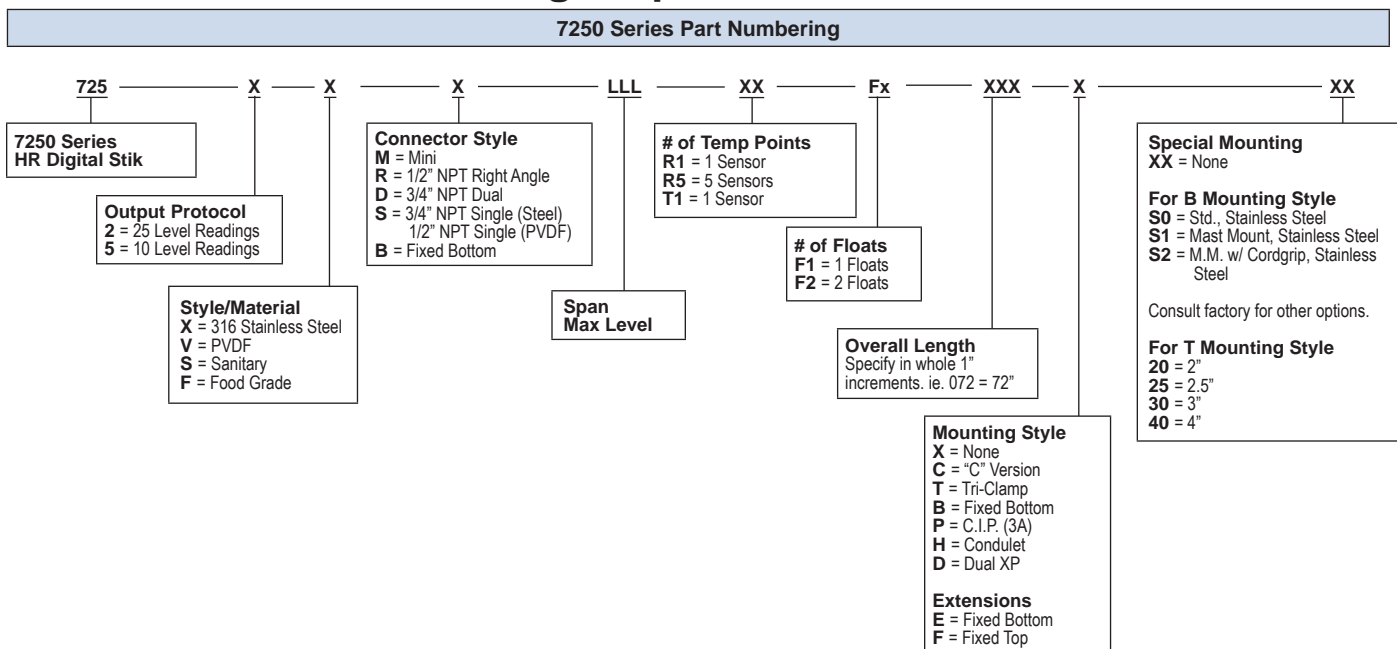 7250 Series Part Numbering
725 X X X LLL XX Fx XXX X XX
7250 Series
HR Digital Stik
Output Protocol
2 = 25 Level Readings
5 = 10 Level Readings
Style/Material
X = 316 Stainless Steel
V = PVDF
S = Sanitary
F = Food Grade
Connector Style
M = Mini
R = 1/2” NPT Right Angle
D = 3/4” NPT Dual
S = 3/4” NPT Single (Steel)
1/2” NPT Single (PVDF)
B = Fixed Bottom
Span
Max Level
# of Temp Points
R1 = 1 Sensor
R5 = 5 Sensors
T1 = 1 Sensor
# of Floats
F1 = 1 Floats
F2 = 2 Floats
Overall Length
Specify in whole 1”
increments. ie. 072 = 72”
Mounting Style
X = None
C = “C” Version
T = Tri-Clamp
B = Fixed Bottom
P = C.I.P. (3A)
H = Condulet
D = Dual XP
Extensions
E = Fixed Bottom
F = Fixed Top
Special Mounting
XX = None
For B Mounting Style
S0 = Std., Stainless Steel
S1 = Mast Mount, Stainless Steel
S2 = M.M. w/ Cordgrip, Stainless
Steel
Consult factory for other options.
For T Mounting Style
20 = 2”
25 = 2.5”
30 = 3”
40 = 4”